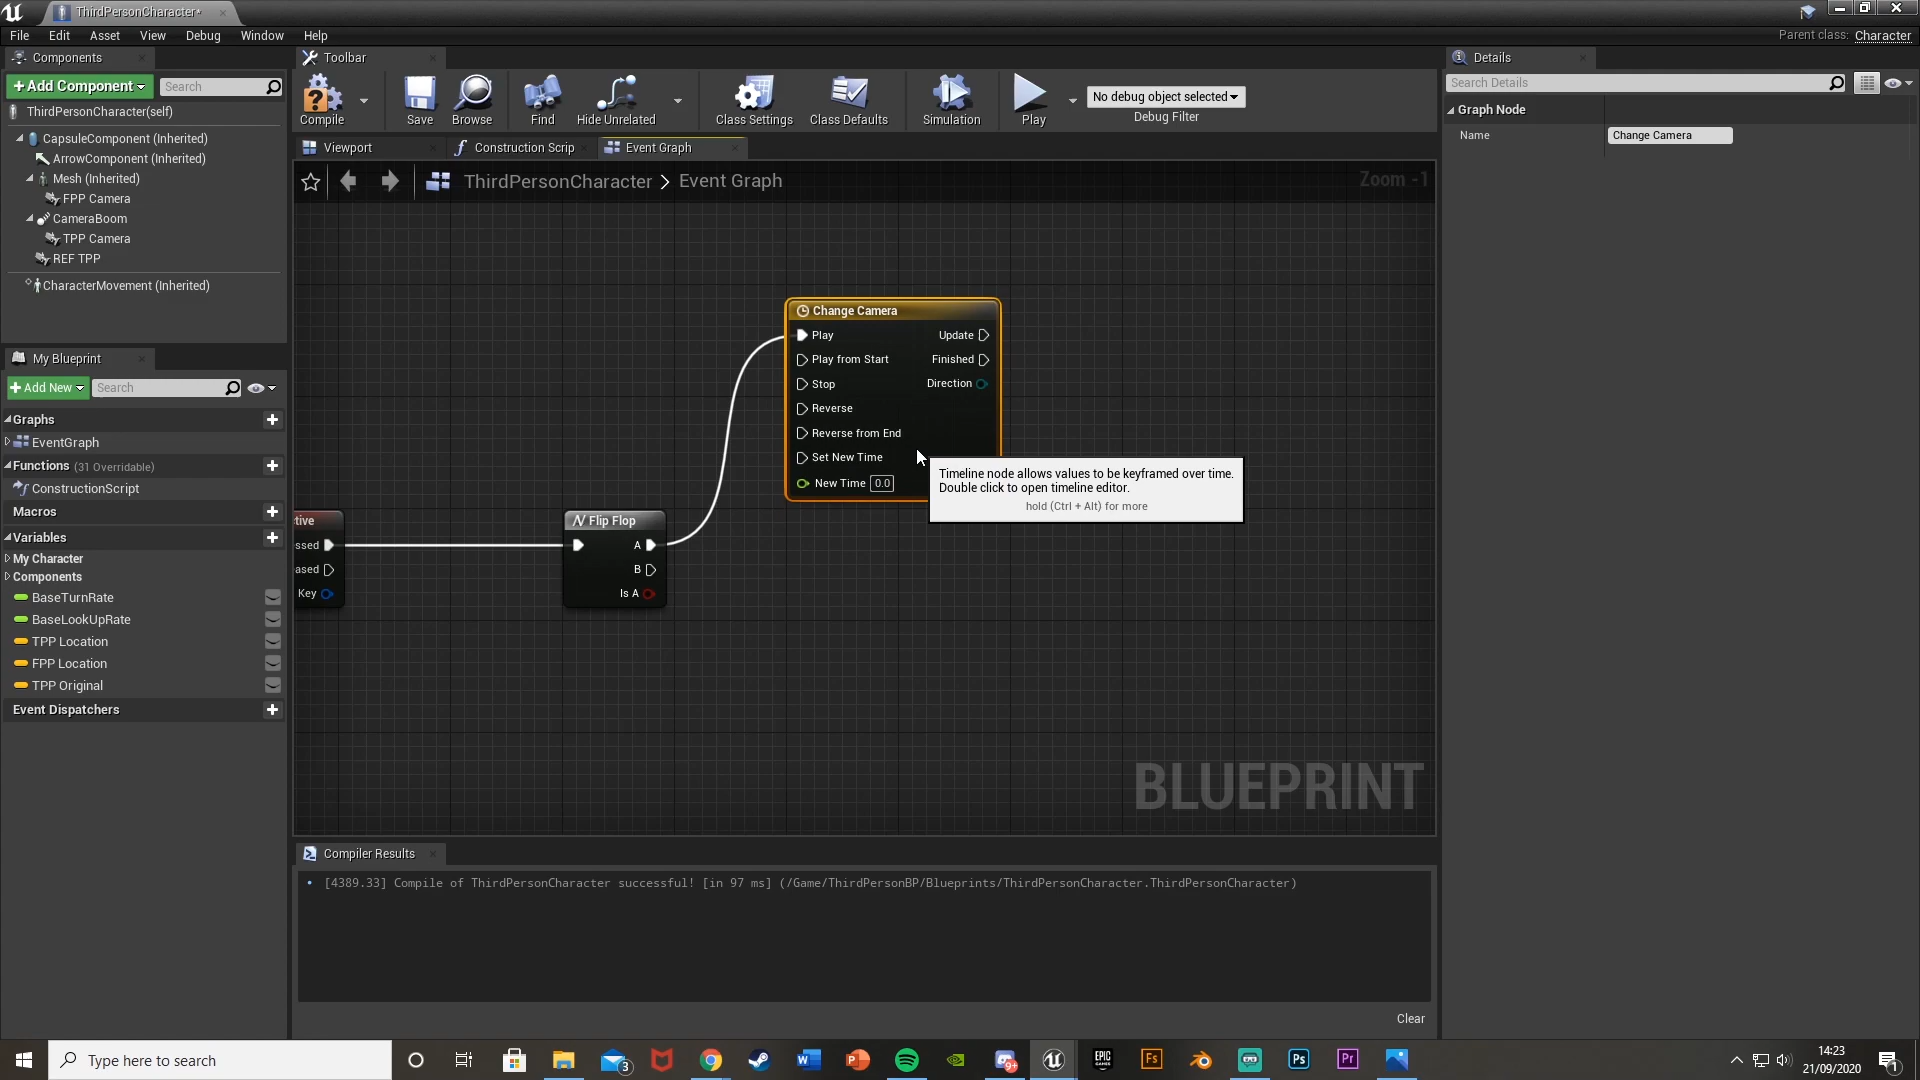 ThirdPersonCharacter*
File Edit Asset View Debug Window Help
Parent class: Character
Components
Toolbar
Details
+Add Component
Search
ThirdPersonCharacter(self)
CapsuleComponent (Inherited)
ArrowComponent (Inherited)
Mesh (Inherited)
FPP Camera
CameraBoom
TPP Camera
REF TPP
CharacterMovement (Inherited)
Compile
Save
Browse
Find
Hide Unrelated
Class Settings
Class Defaults
Simulation
Play
No debug object selected
Debug Filter
Search Details
Graph Node
Name
Change Camera
Viewport
Construction Scrip
Event Graph
ThirdPersonCharacter > Event Graph
Zoom -1
My Blueprint
+Add New
Search
Graphs
EventGraph
Functions (31 Overridable)
ConstructionScript
Macros
Variables
My Character
Components
BaseTurnRate
BaseLookUpRate
TPP Location
FPP Location
TPP Original
Event Dispatchers
Change Camera
Play
Update
Play from Start
Finished
Stop
Direction
Reverse
Reverse from End
Set New Time
New Time 0.0
Timeline node allows values to be keyframed over time.
Double click to open timeline editor.
hold (Ctrl + Alt) for more
tive
ssed
ased
Key
Flip Flop
A
B
Is A
BLUEPRINT
Compiler Results
[4389.33] Compile of ThirdPersonCharacter successful! [in 97 ms] (/Game/ThirdPersonBP/Blueprints/ThirdPersonCharacter.ThirdPersonCharacter)
Clear
Type here to search
3
W
P
9+
EPIC
GAMES
Fs
Ps
Pr
14:23
21/09/2020
1